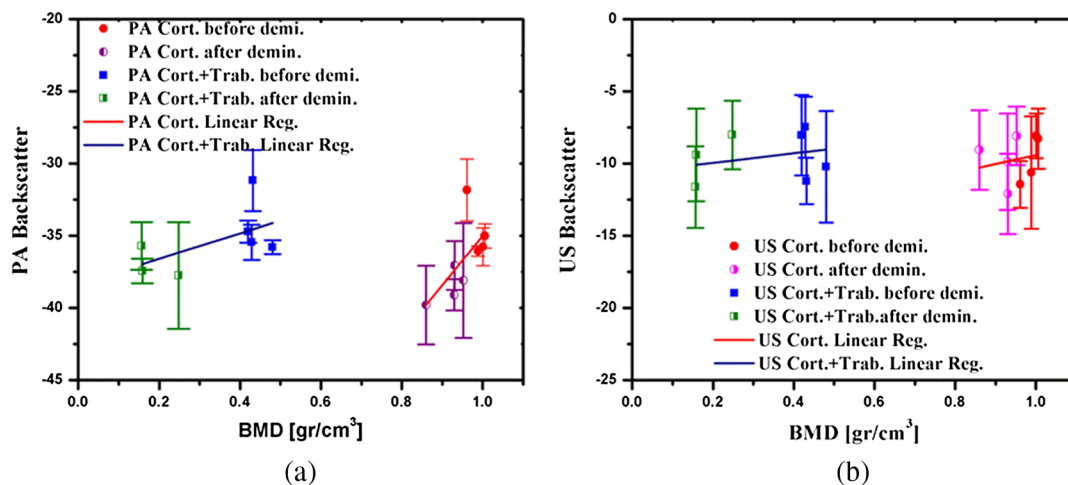 -20
-25
-30
-35
-40
-45
PA Backscatter
PA Cort. before demi.
PA Cort. after demin.
PA Cort.+Trab. before demi.
PA Cort.+Trab. after demin.
PA Cort. Linear Reg.
PA Cort.+Trab. Linear Reg.
0.0 0.2 0.4 0.6 0.8 1.0
BMD [gr/cm³]
(a)
0
-5
-10
-15
-20
-25
US Backscatter
US Cort. before demi.
US Cort. after demin.
US Cort.+Trab. before demi.
US Cort.+Trab.after demin.
US Cort. Linear Reg.
US Cort.+Trab. Linear Reg.
0.0 0.2 0.4 0.6 0.8 1.0
BMD [gr/cm³]
(b)